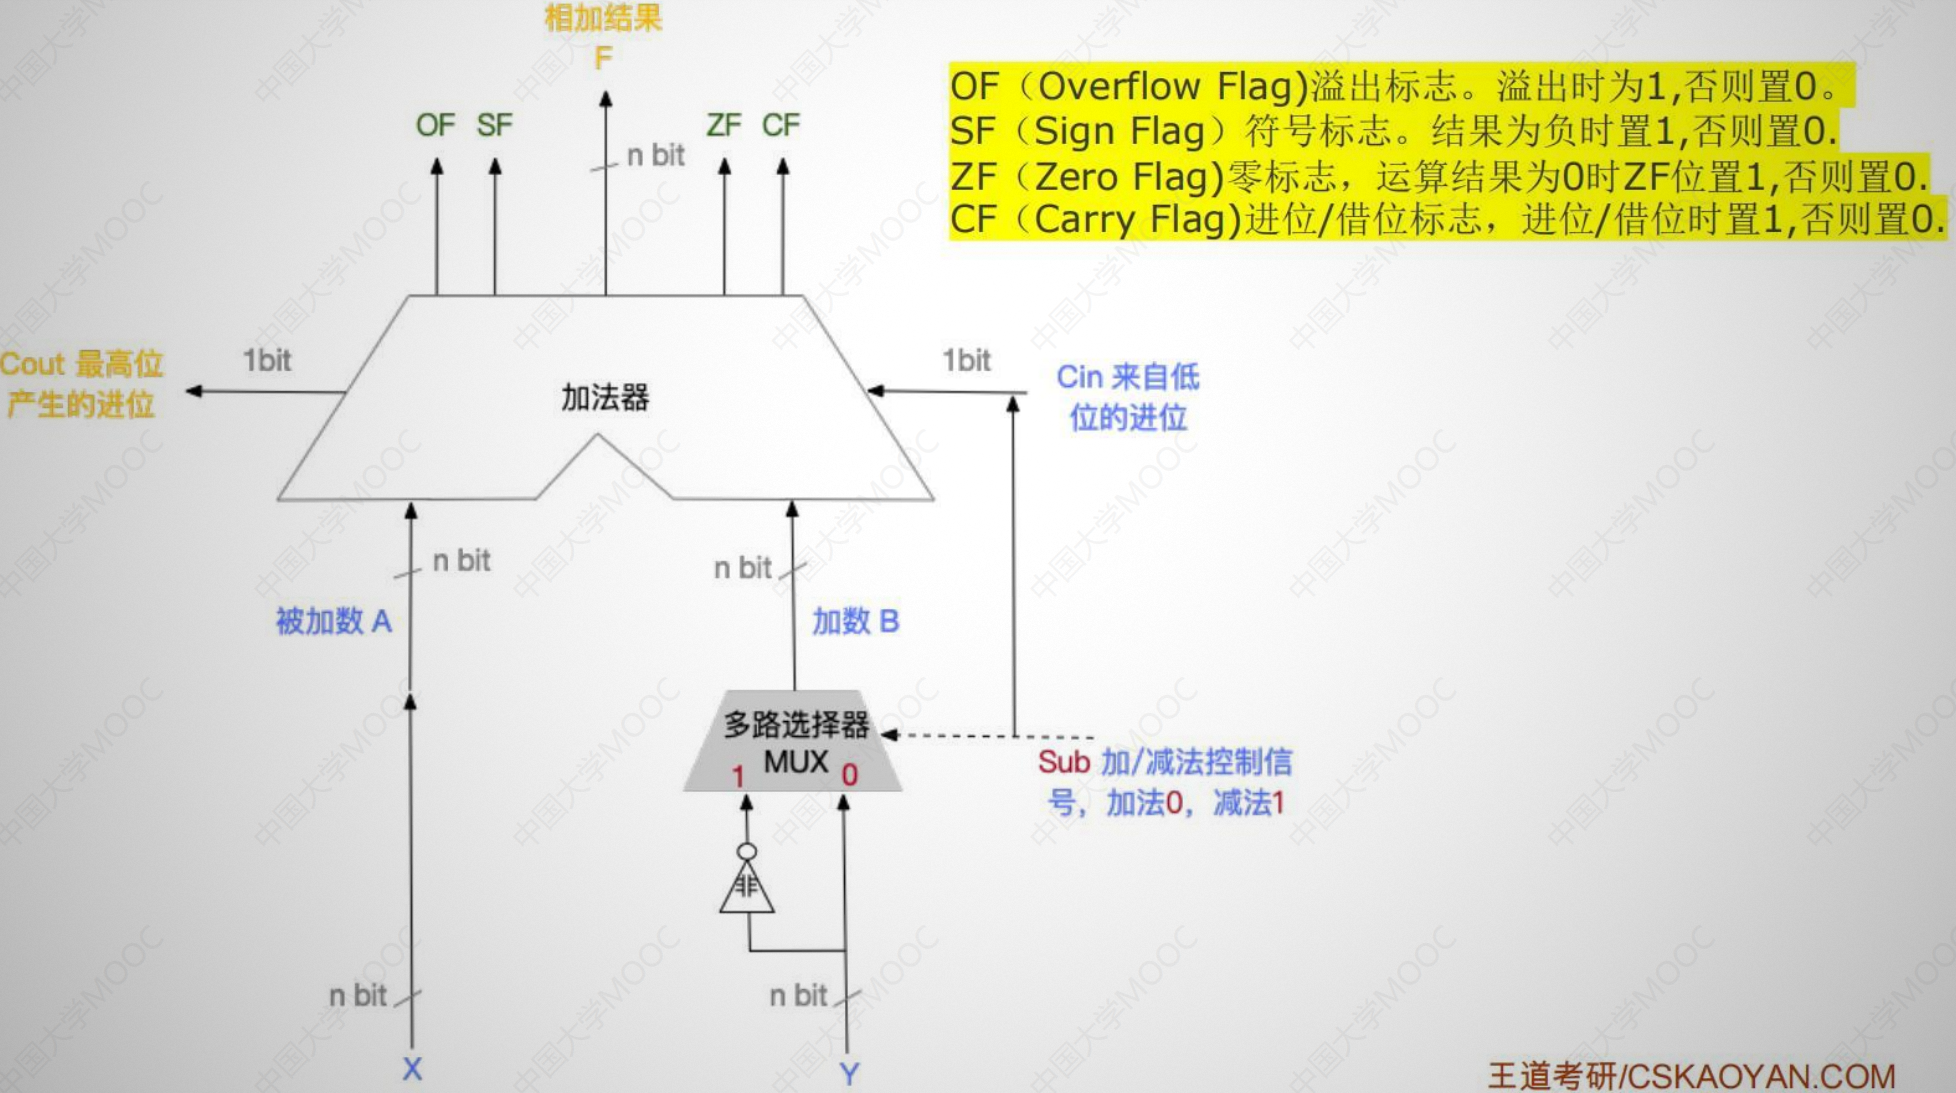 相加结果
F
OF（Overflow Flag)溢出标志。溢出时为1,否则置0。
SF（Sign Flag）符号标志。结果为负时置1,否则置0.
ZF（Zero Flag)零标志，运算结果为0时ZF位置1,否则置0.
CF（Carry Flag)进位/借位标志，进位/借位时置1,否则置0.
OF SF ZF CF
n bit
Cout 最高位
产生的进位
1bit
加法器
1bit
Cin 来自低
位的进位
n bit
n bit
被加数 A
加数 B
多路选择器
MUX
1 0
Sub 加/减法控制信
号，加法0，减法1
非
n bit
n bit
X
Y
王道考研/CSKAOYAN.COM
中国大学MOOC